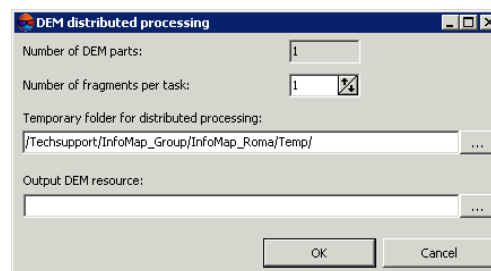 DEM distributed processing
Number of DEM parts: 1
Number of fragments per task: 1
Temporary folder for distributed processing:
/Techsupport/InfoMap_Group/InfoMap_Roma/Temp/ ...
Output DEM resource:
...
OK Cancel